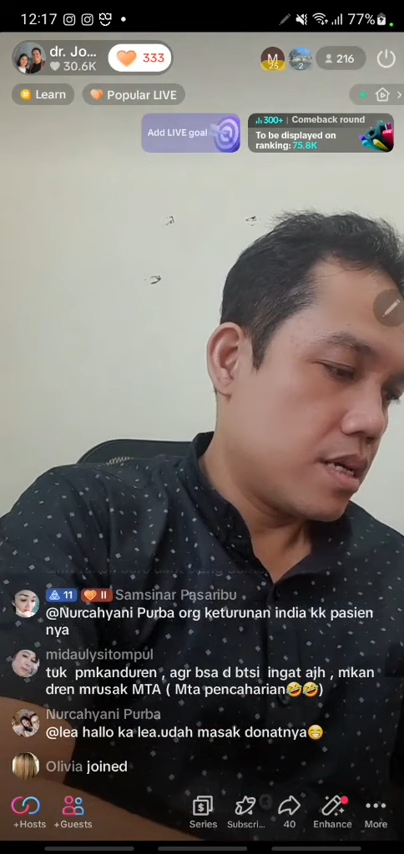 12:17
77%
dr. Jo...
30.6K
333
M
25
2
216
Learn
Popular LIVE
Add LIVE goal
300+ | Comeback round
To be displayed on
ranking: 75.8K
11 II Samsinar Pasaribu
@Nurcahyani Purba org keturunan india kk pasien
nya
midaulysitompul
tuk pmkanduren , agr bsa d btsi ingat ajh , mkan
dren mrusak MTA ( Mta pencaharian🤣🤣)
Nurcahyani Purba
@lea hallo ka lea.udah masak donatnya😁
Olivia joined
+Hosts
+Guests
Series
Subscri...
40
Enhance
More